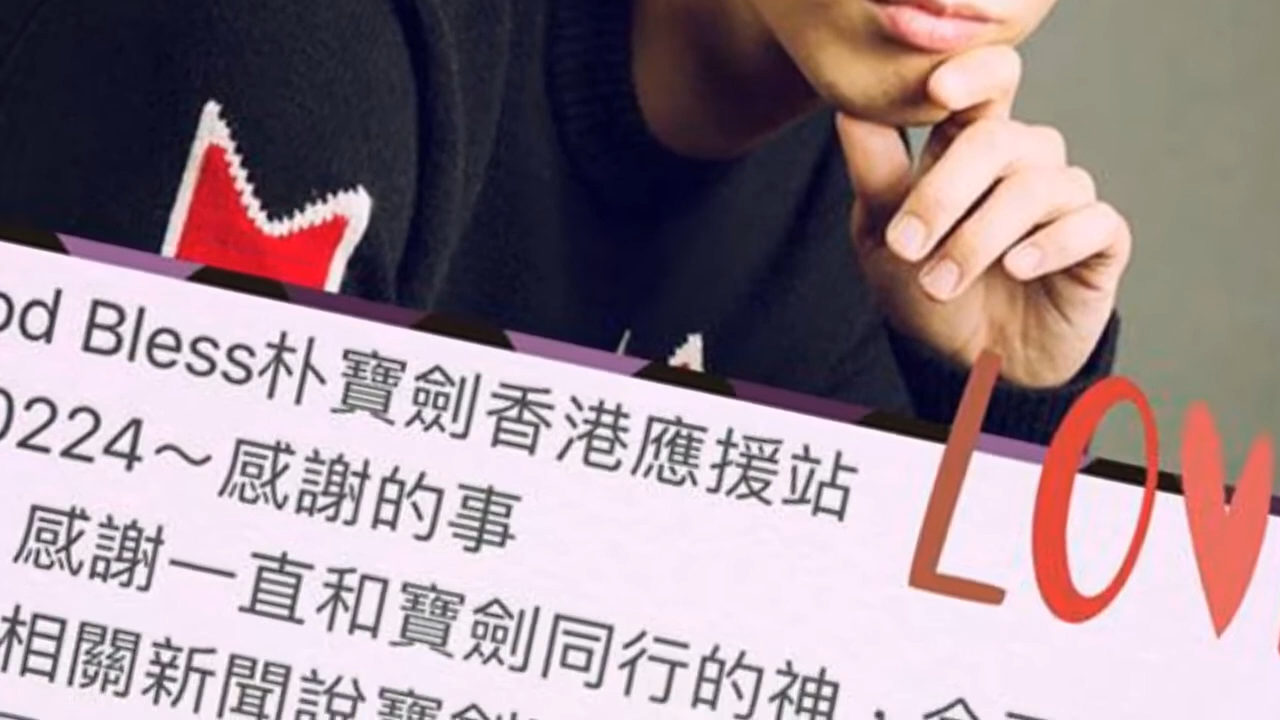 od Bless朴寶劍香港應援站
0224～感謝的事
感謝一直和寶劍同行的神，
相關新聞說寶劍
LOV